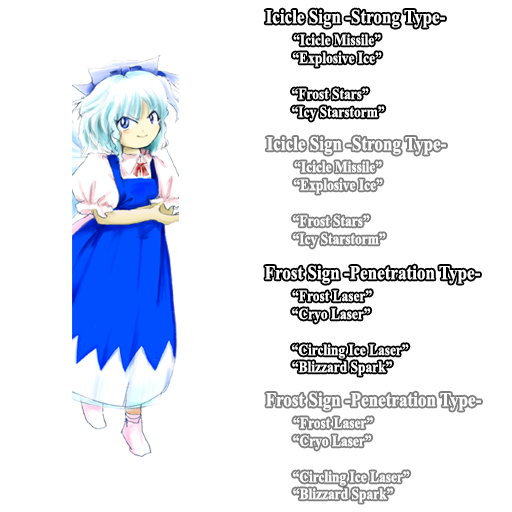 Icicle Sign -Strong Type-
“Icicle Missile”
“Explosive Ice”
“Frost Stars”
“Icy Starstorm”
Icicle Sign -Strong Type-
“Icicle Missile”
“Explosive Ice”
“Frost Stars”
“Icy Starstorm”
Frost Sign -Penetration Type-
“Frost Laser”
“Cryo Laser”
“Circling Ice Laser”
“Blizzard Spark”
Frost Sign -Penetration Type-
“Frost Laser”
“Cryo Laser”
“Circling Ice Laser”
“Blizzard Spark”